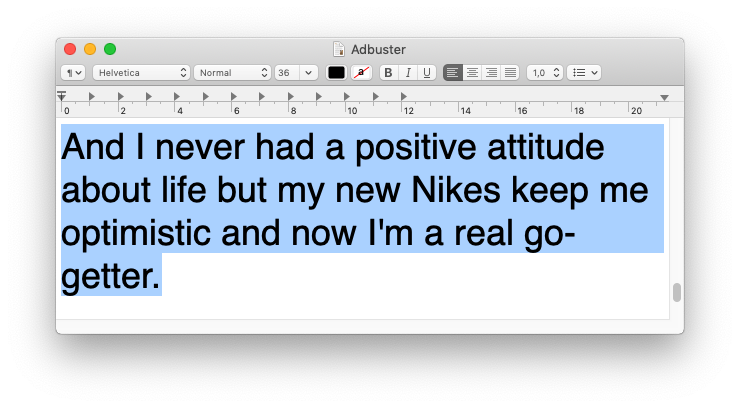 Adbuster
¶ Helvetica Normal 36 a B I U 1,0
0 2 4 6 8 10 12 14 16 18 20
And I never had a positive attitude
about life but my new Nikes keep me
optimistic and now I'm a real go-
getter.